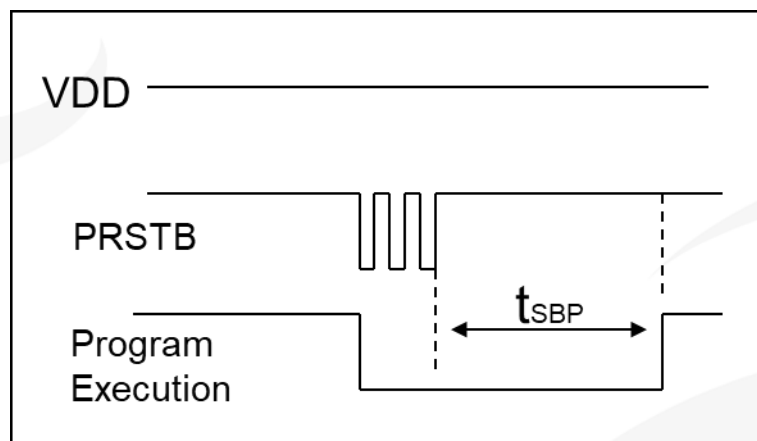 VDD
PRSTB
tSBP
Program
Execution